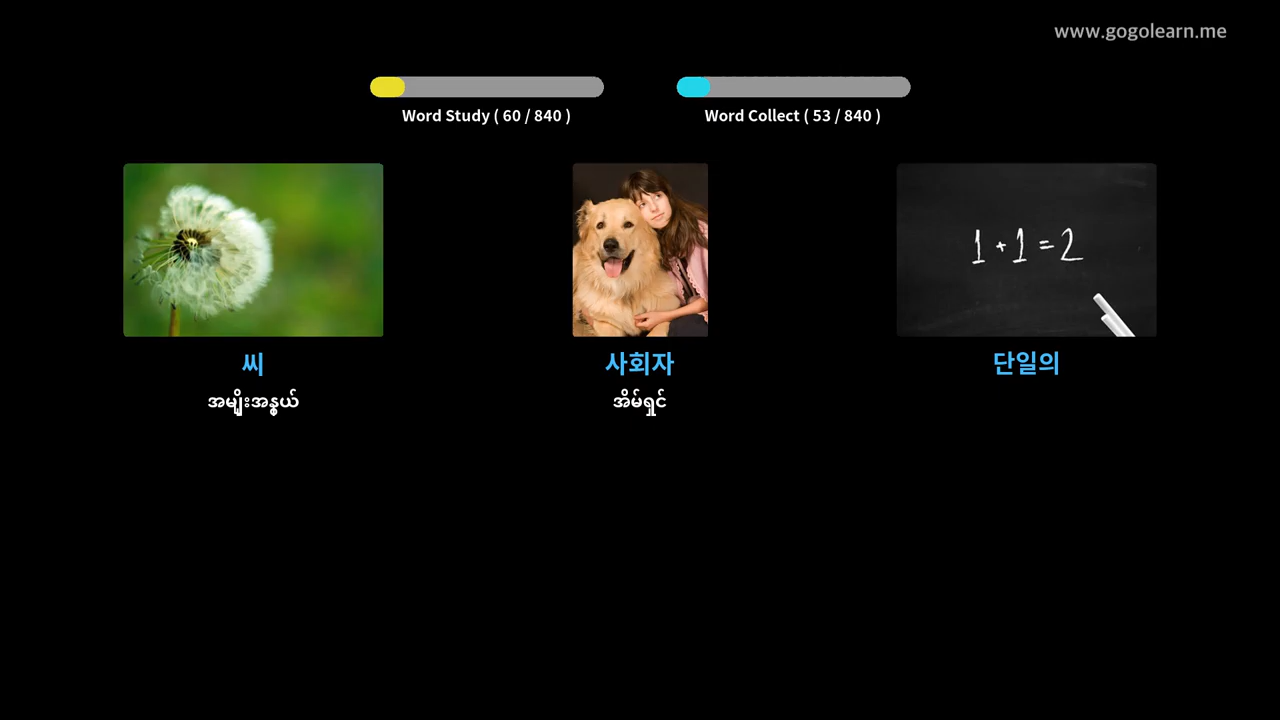 www.gogolearn.me
Word Study ( 60 / 840 )
Word Collect ( 53 / 840 )
1 + 1 = 2
씨
사회자
단일의
အမျိုးအနွယ်
အိမ်ရှင်